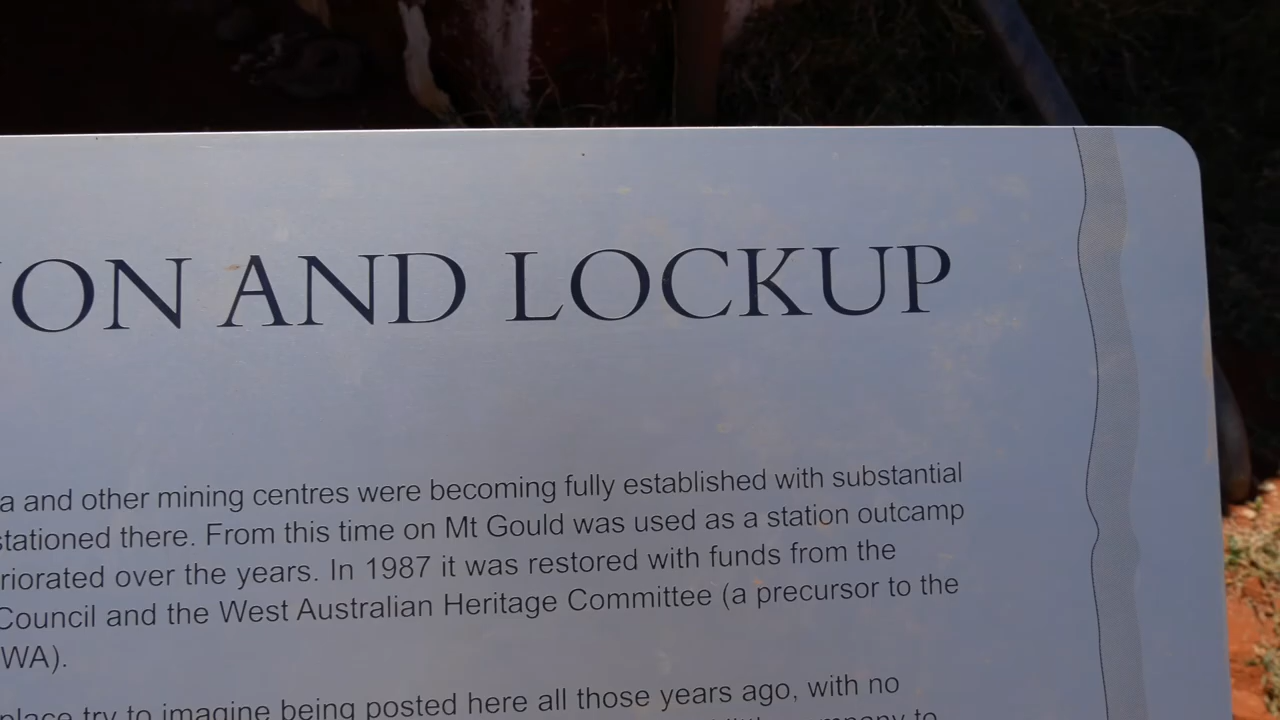 ON AND LOCKUP
a and other mining centres were becoming fully established with substantial
stationed there. From this time on Mt Gould was used as a station outcamp
riorated over the years. In 1987 it was restored with funds from the
Council and the West Australian Heritage Committee (a precursor to the
WA).
place try to imagine being posted here all those years ago, with no
to